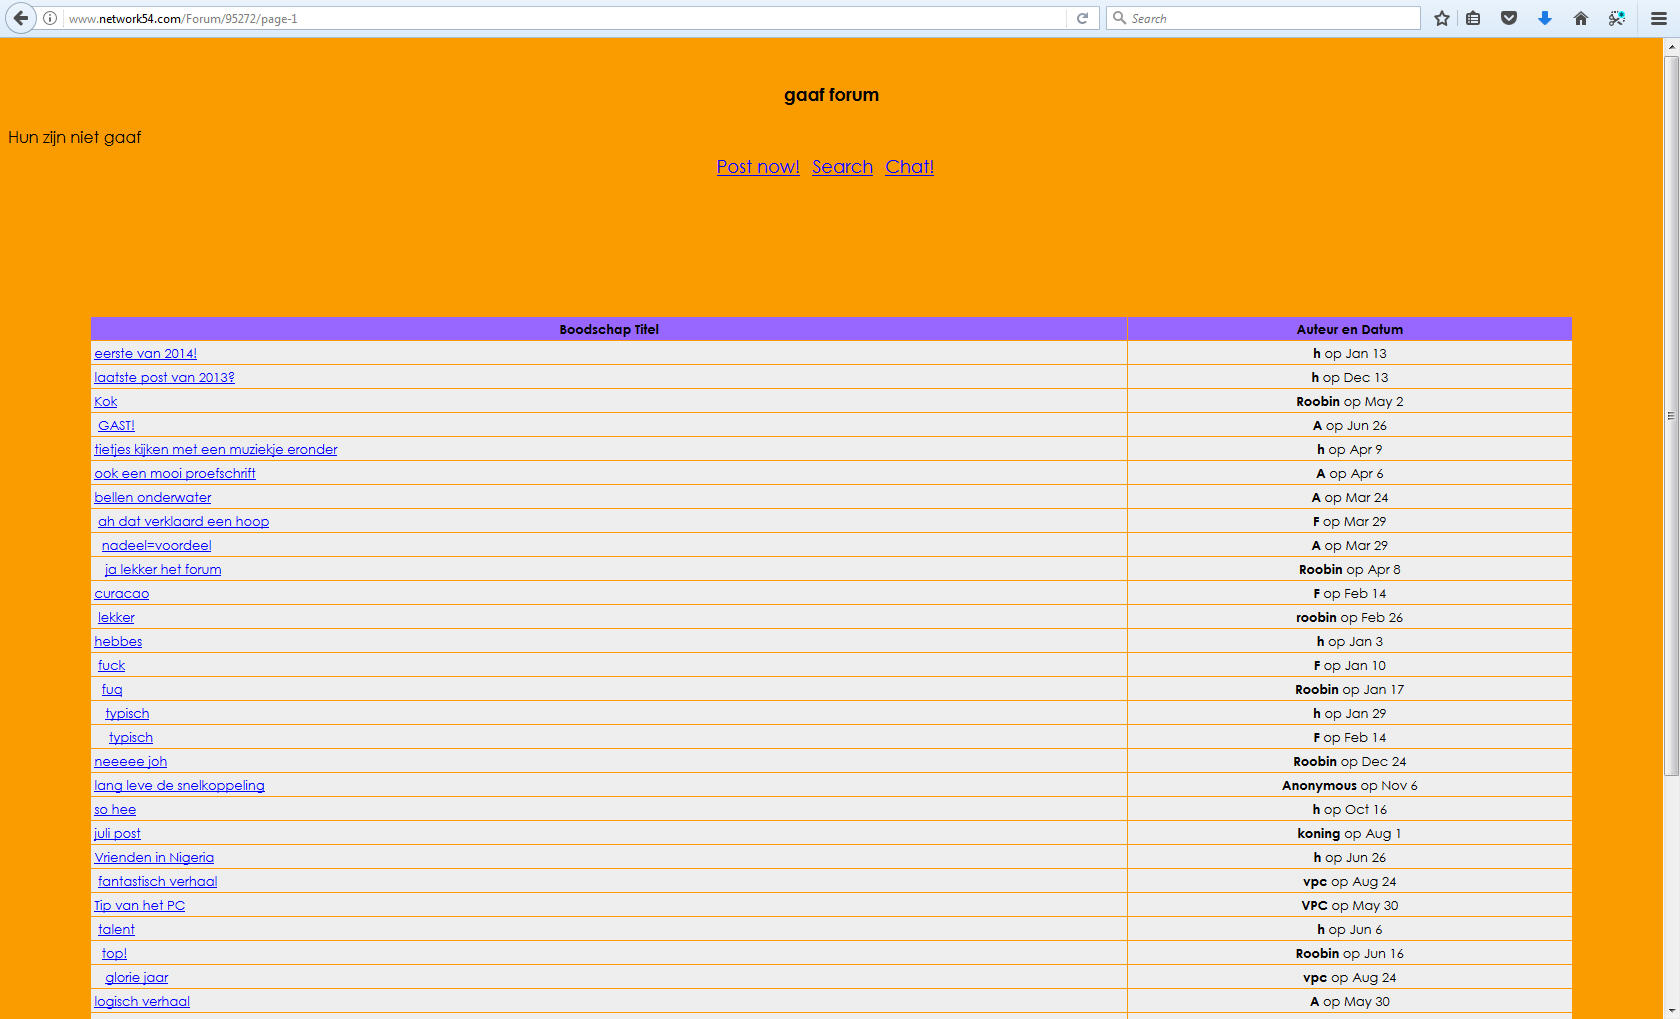 www.network54.com/Forum/95272/page-1
Search
gaaf forum
Hun zijn niet gaaf
Post now! Search Chat!
Boodschap Titel Auteur en Datum
eerste van 2014! h op Jan 13
laatste post van 2013? h op Dec 13
Kok Roobin op May 2
GAST! A op Jun 26
tietjes kijken met een muziekje eronder h op Apr 9
ook een mooi proefschrift A op Apr 6
bellen onderwater A op Mar 24
ah dat verklaard een hoop F op Mar 29
nadeel=voordeel A op Mar 29
ja lekker het forum Roobin op Apr 8
curacao F op Feb 14
lekker roobin op Feb 26
hebbes h op Jan 3
fuck F op Jan 10
fuq Roobin op Jan 17
typisch h op Jan 29
typisch F op Feb 14
neeeee joh Roobin op Dec 24
lang leve de snelkoppeling Anonymous op Nov 6
so hee h op Oct 16
juli post koning op Aug 1
Vrienden in Nigeria h op Jun 26
fantastisch verhaal vpc op Aug 24
Tip van het PC VPC op May 30
talent h op Jun 6
top! Roobin op Jun 16
glorie jaar vpc op Aug 24
logisch verhaal A op May 30